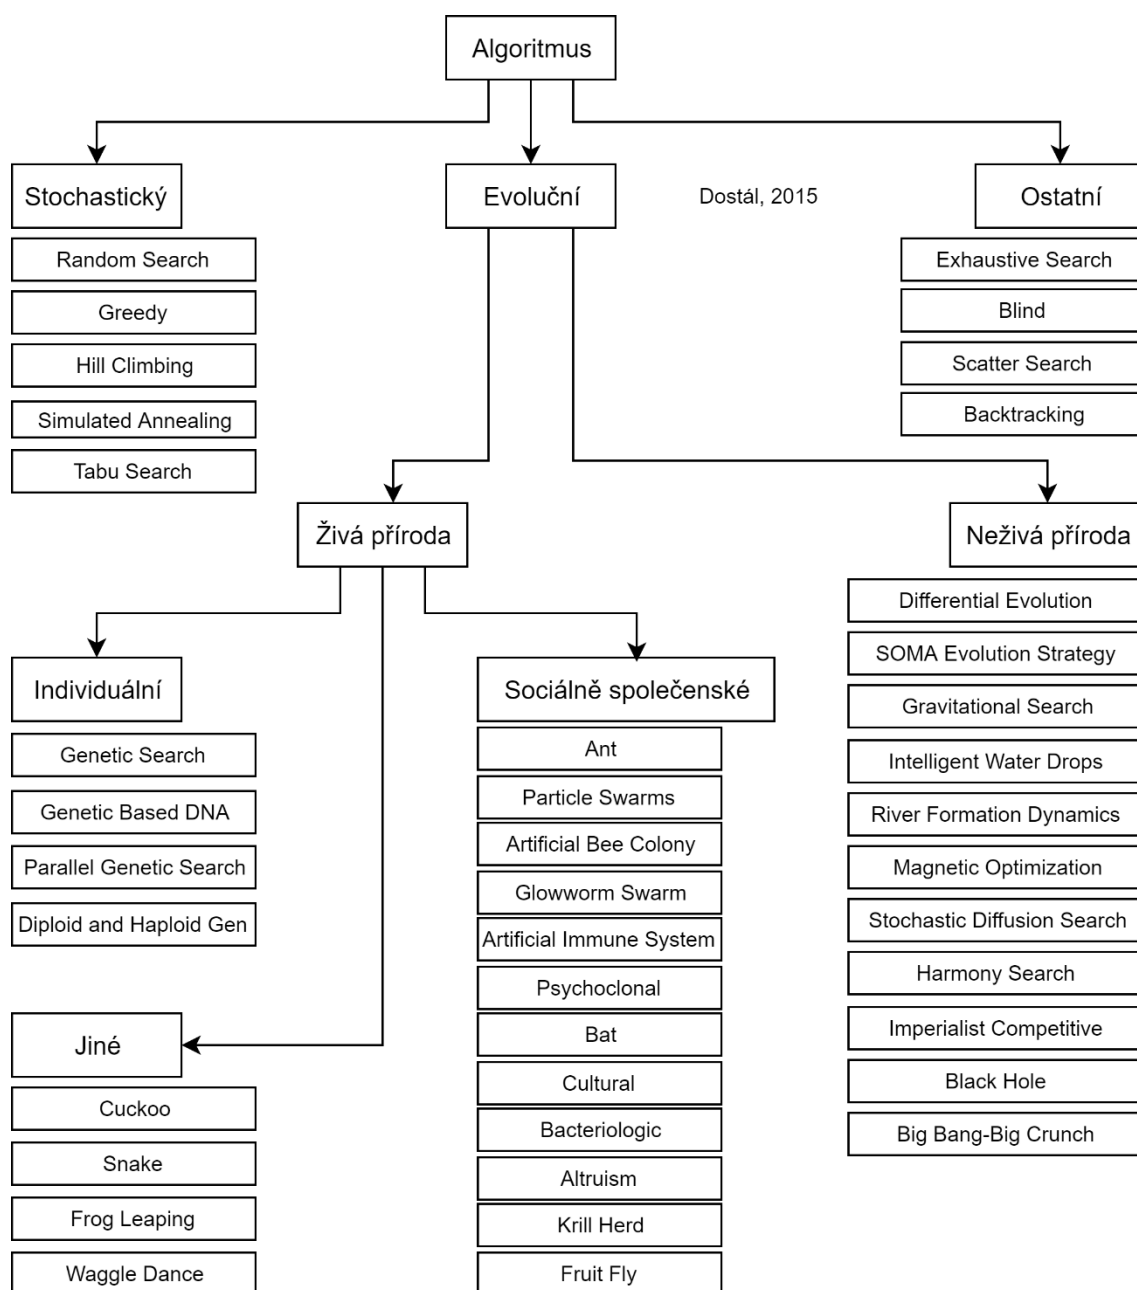 Algoritmus
Stochastický
Evoluční
Dostál, 2015
Ostatní
Random Search
Greedy
Hill Climbing
Simulated Annealing
Tabu Search
Exhaustive Search
Blind
Scatter Search
Backtracking
Živá příroda
Neživá příroda
Individuální
Genetic Search
Genetic Based DNA
Parallel Genetic Search
Diploid and Haploid Gen
Jiné
Cuckoo
Snake
Frog Leaping
Waggle Dance
Sociálně společenské
Ant
Particle Swarms
Artificial Bee Colony
Glowworm Swarm
Artificial Immune System
Psychoclonal
Bat
Cultural
Bacteriologic
Altruism
Krill Herd
Fruit Fly
Differential Evolution
SOMA Evolution Strategy
Gravitational Search
Intelligent Water Drops
River Formation Dynamics
Magnetic Optimization
Stochastic Diffusion Search
Harmony Search
Imperialist Competitive
Black Hole
Big Bang-Big Crunch